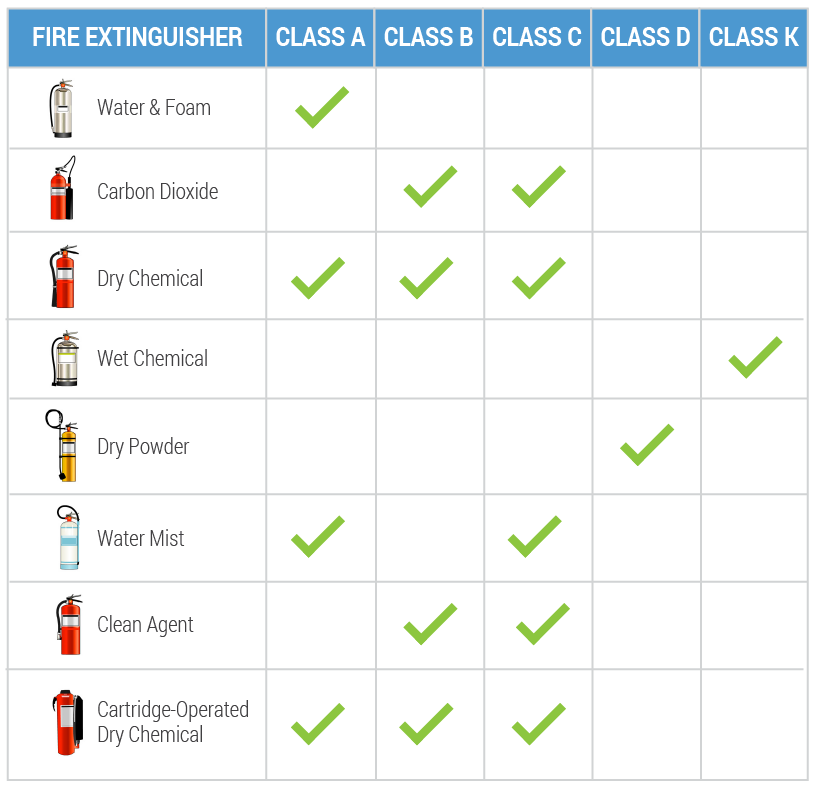 FIRE EXTINGUISHER CLASS A CLASS B CLASS C CLASS D CLASS K
Water & Foam
Carbon Dioxide
Dry Chemical
Wet Chemical
Dry Powder
Water Mist
Clean Agent
Cartridge-Operated
Dry Chemical